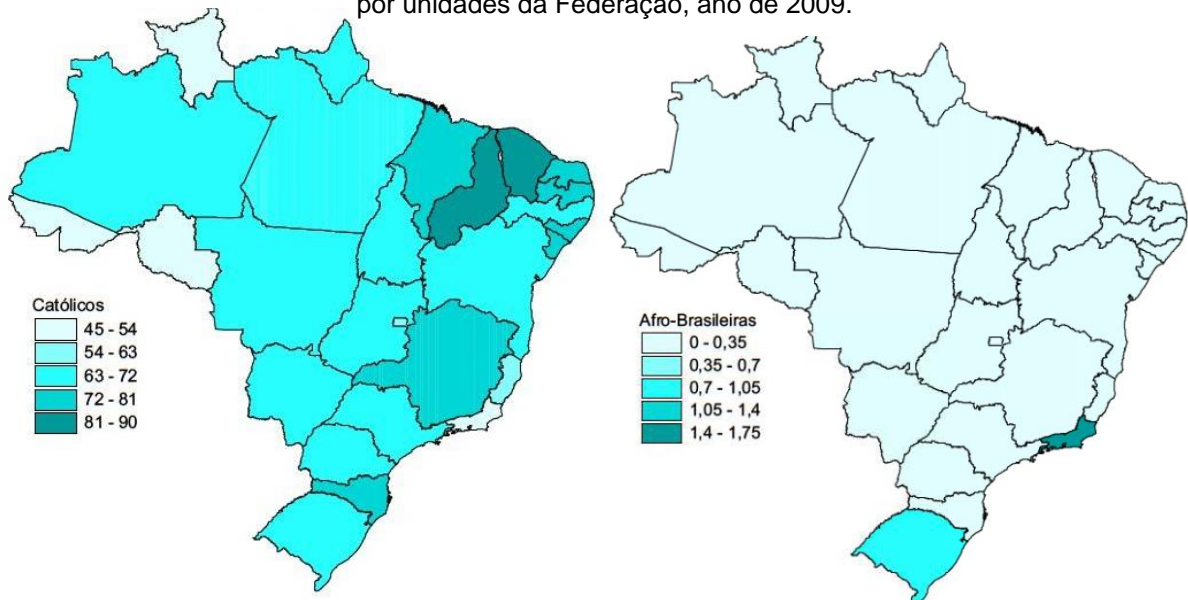 por unidades da Federação, ano de 2009.
Católicos
45 - 54
54 - 63
63 - 72
72 - 81
81 - 90
Afro-Brasileiras
0 - 0,35
0,35 - 0,7
0,7 - 1,05
1,05 - 1,4
1,4 - 1,75